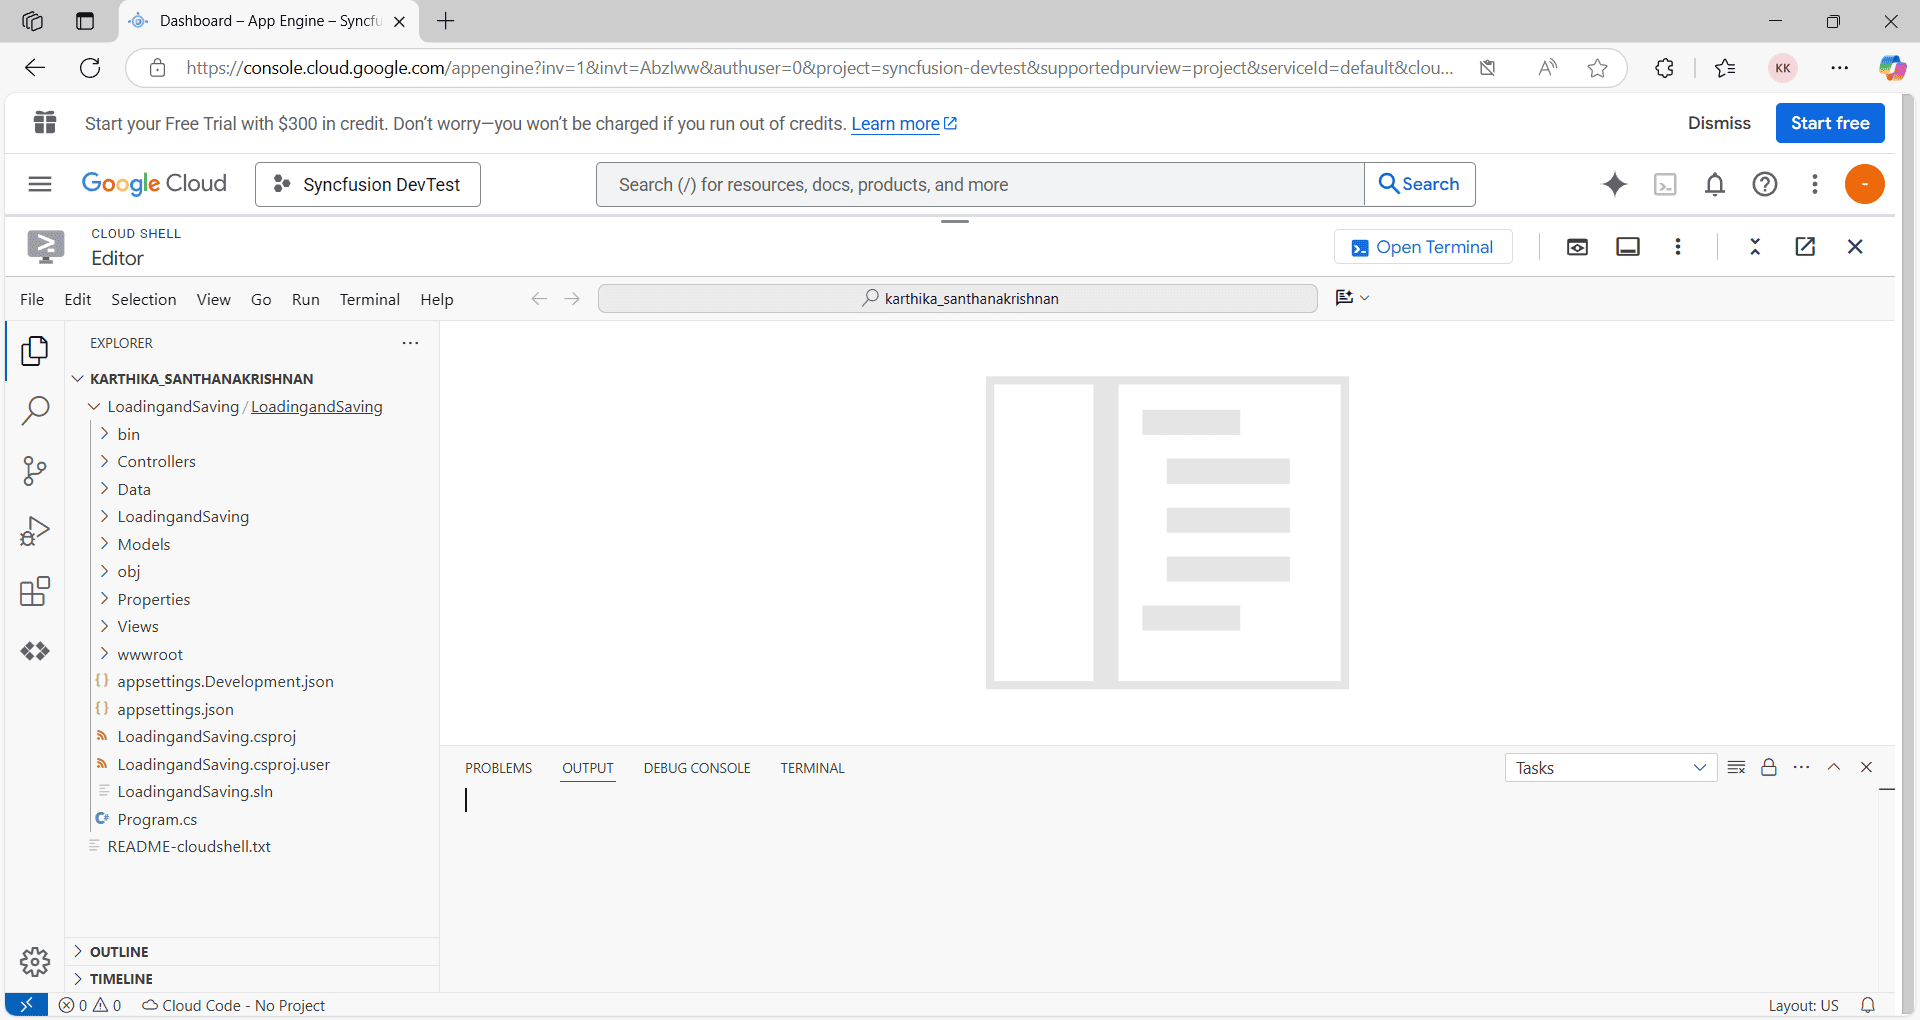 Dashboard – App Engine – Syncfu
https://console.cloud.google.com/appengine?inv=1&invt=Abzlww&authuser=0&project=syncfusion-devtest&supportedpurview=project&serviceId=default&clou...
KK
Start your Free Trial with $300 in credit. Don't worry—you won't be charged if you run out of credits. Learn more
Dismiss
Start free
Google Cloud
Syncfusion DevTest
Search (/) for resources, docs, products, and more
Search
-
CLOUD SHELL
Editor
Open Terminal
File Edit Selection View Go Run Terminal Help
karthika_santhanakrishnan
EXPLORER
KARTHIKA_SANTHANAKRISHNAN
LoadingandSaving / LoadingandSaving
bin
Controllers
Data
LoadingandSaving
Models
obj
Properties
Views
wwwroot
appsettings.Development.json
appsettings.json
LoadingandSaving.csproj
LoadingandSaving.csproj.user
LoadingandSaving.sln
Program.cs
README-cloudshell.txt
OUTLINE
TIMELINE
PROBLEMS OUTPUT DEBUG CONSOLE TERMINAL
Tasks
0 0 Cloud Code - No Project
Layout: US